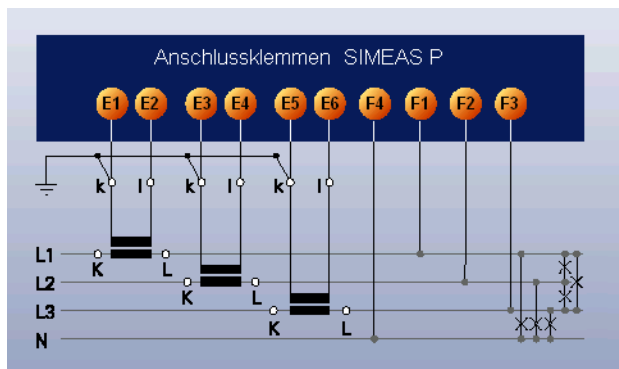 Anschlussklemmen SIMEAS P
E1 E2 E3 E4 E5 E6 F4 F1 F2 F3
k l k l k l
L1
K L
L2
K L
L3
K L
N